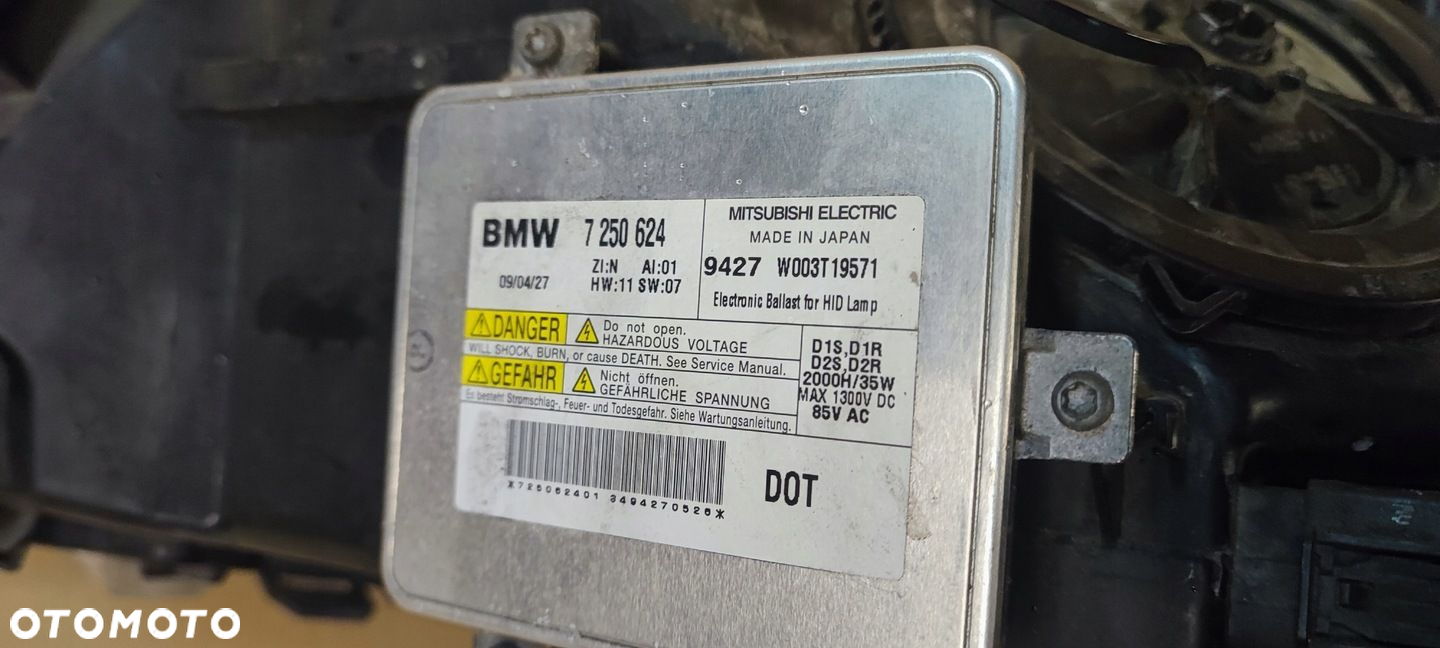 BMW 7 250 624
ZI:N AI:01
09/04/27 HW:11 SW:07
MITSUBISHI ELECTRIC
MADE IN JAPAN
9427 W003T19571
Electronic Ballast for HID Lamp
DANGER Do not open.
HAZARDOUS VOLTAGE
WILL SHOCK, BURN, or cause DEATH. See Service Manual.
GEFAHR Nicht öffnen.
GEFÄHRLICHE SPANNUNG
Es besteht Stromschlag-, Feuer- und Todesgefahr. Siehe Wartungsanleitung.
D1S,D1R
D2S,D2R
2000H/35W
MAX 1300V DC
85V AC
*725062401 3494270526*
DOT
OTOMOTO